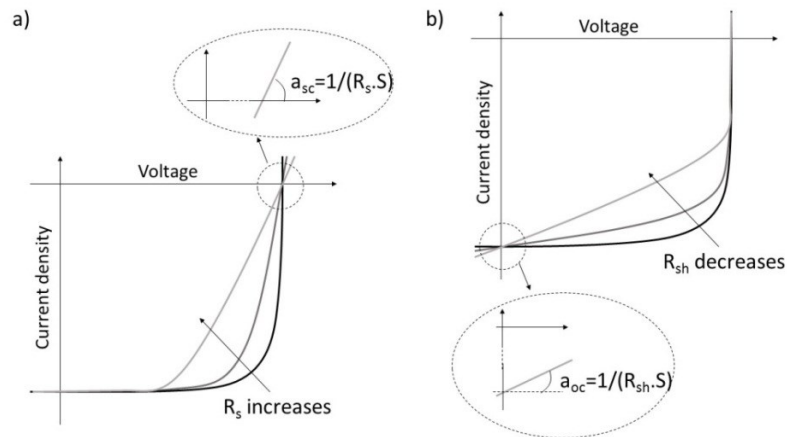 a)
a_sc=1/(R_s.S)
Voltage
Current density
R_s increases
b)
Voltage
Current density
R_sh decreases
a_oc=1/(R_sh.S)